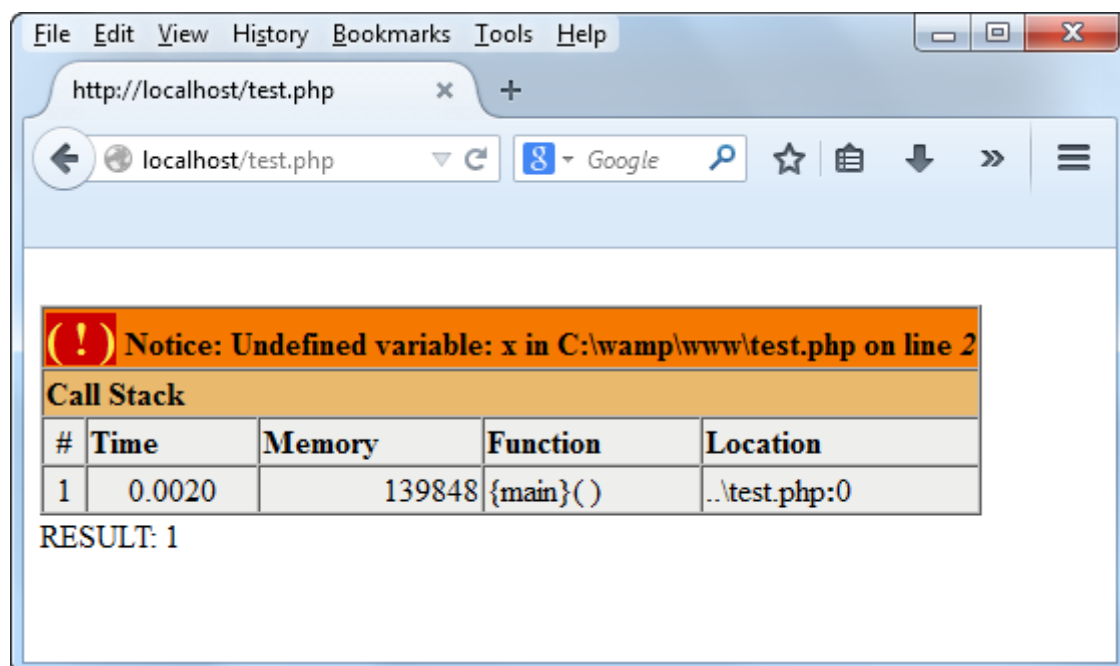 File Edit View History Bookmarks Tools Help
http://localhost/test.php
localhost/test.php 8 Google
( ! ) Notice: Undefined variable: x in C:\wamp\www\test.php on line 2
Call Stack
# Time Memory Function Location
1 0.0020 139848 {main}( ) ..\test.php:0
RESULT: 1